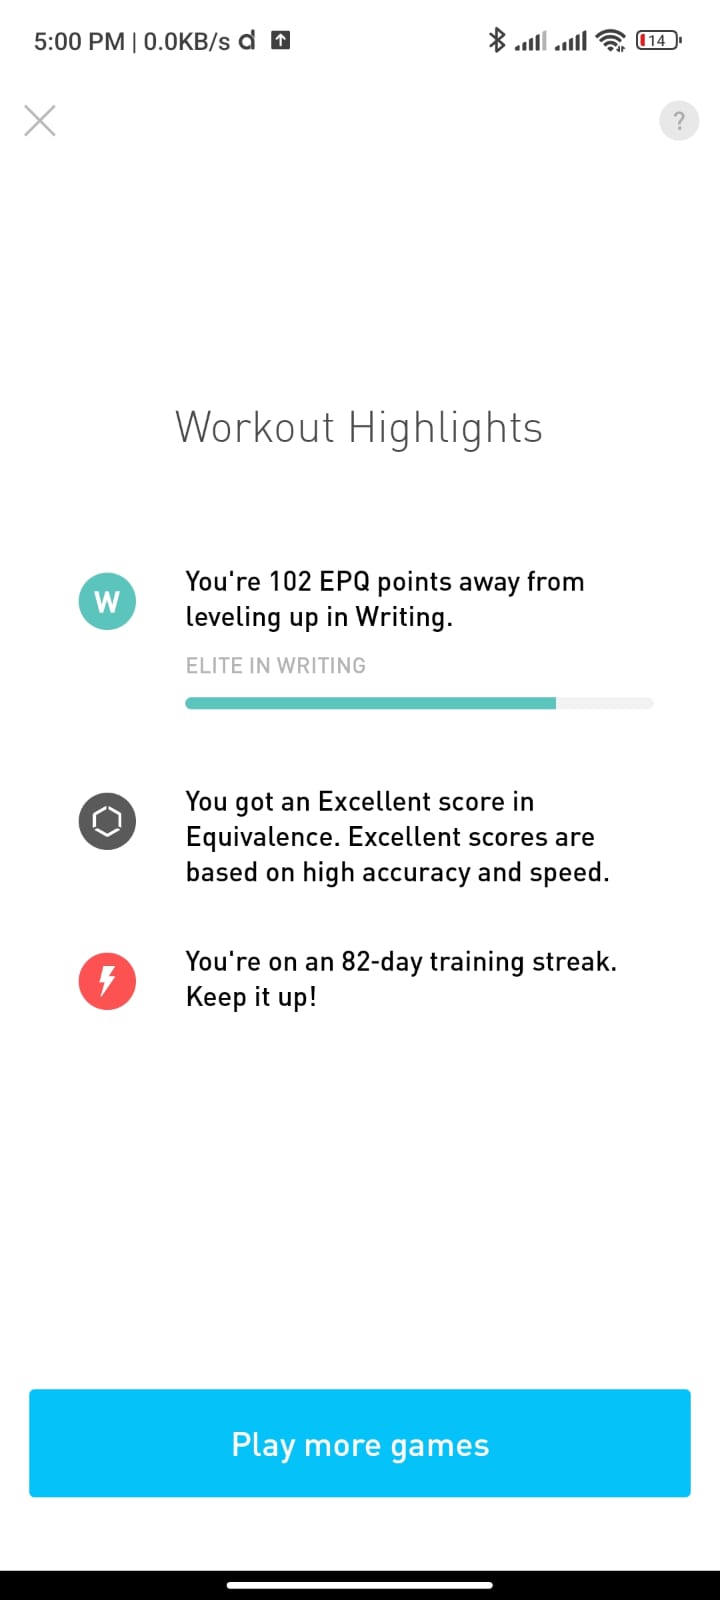 5:00 PM | 0.0KB/s d
14
?
Workout Highlights
W
You're 102 EPQ points away from
leveling up in Writing.
ELITE IN WRITING
You got an Excellent score in
Equivalence. Excellent scores are
based on high accuracy and speed.
You're on an 82-day training streak.
Keep it up!
Play more games